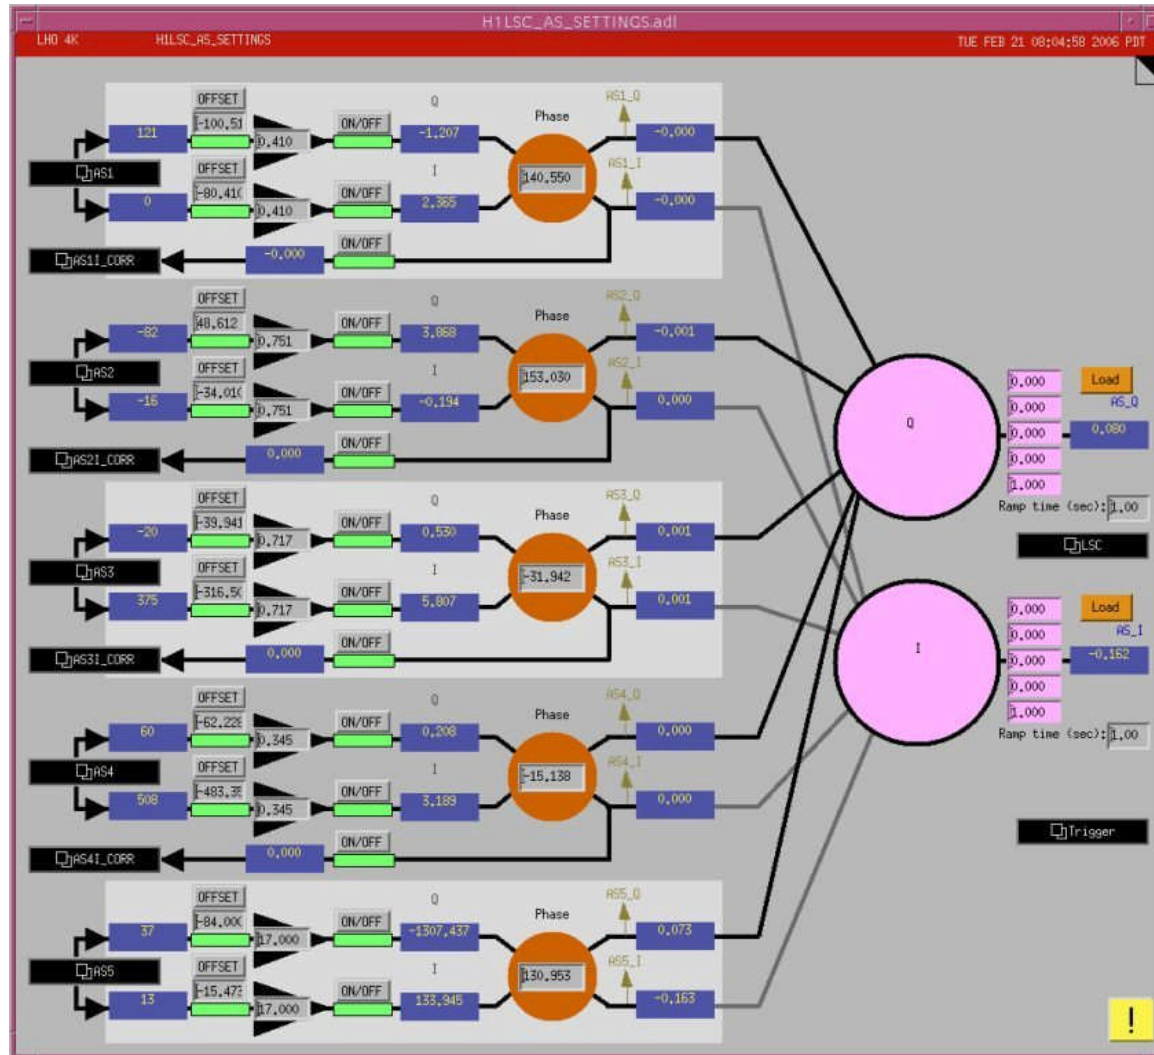 H1LSC_AS_SETTINGS.adl
LHO 4K H1LSC_AS_SETTINGS TUE FEB 21 08:04:58 2006 PDT
OFFSET Q AS1_Q
121 -100.51 0.410 ON/OFF -1.207 Phase -0.000
AS1 140.550
OFFSET I AS1_I
0 -80.41 0.410 ON/OFF 2.365 -0.000
AS1I_CORR -0.000 ON/OFF
OFFSET Q AS2_Q
-82 48.612 0.751 ON/OFF 3.868 Phase -0.001
AS2 153.030
OFFSET I AS2_I
-16 -34.01 0.751 ON/OFF -0.194 0.000
AS2I_CORR 0.000 ON/OFF
OFFSET Q AS3_Q
-20 -39.941 0.717 ON/OFF 0.530 Phase 0.001
AS3 -31.942
OFFSET I AS3_I
375 -316.5 0.717 ON/OFF 5.807 0.001
AS3I_CORR 0.000 ON/OFF
OFFSET Q AS4_Q
60 -62.228 0.345 ON/OFF 0.208 Phase 0.000
AS4 -15.138
OFFSET I AS4_I
508 -483.3 0.345 ON/OFF 3.189 0.000
AS4I_CORR 0.000 ON/OFF
OFFSET Q AS5_Q
37 -84.00 17.000 ON/OFF -1307.437 Phase 0.073
AS5 130.953
OFFSET I AS5_I
13 -15.473 17.000 ON/OFF 133.945 -0.163
Q
0.000 Load
0.000 AS_Q
0.000 0.080
0.000
1.000
Ramp time (sec): 1.00
LSC
I
0.000 Load
0.000 AS_I
0.000 -0.162
0.000
1.000
Ramp time (sec): 1.00
Trigger
!